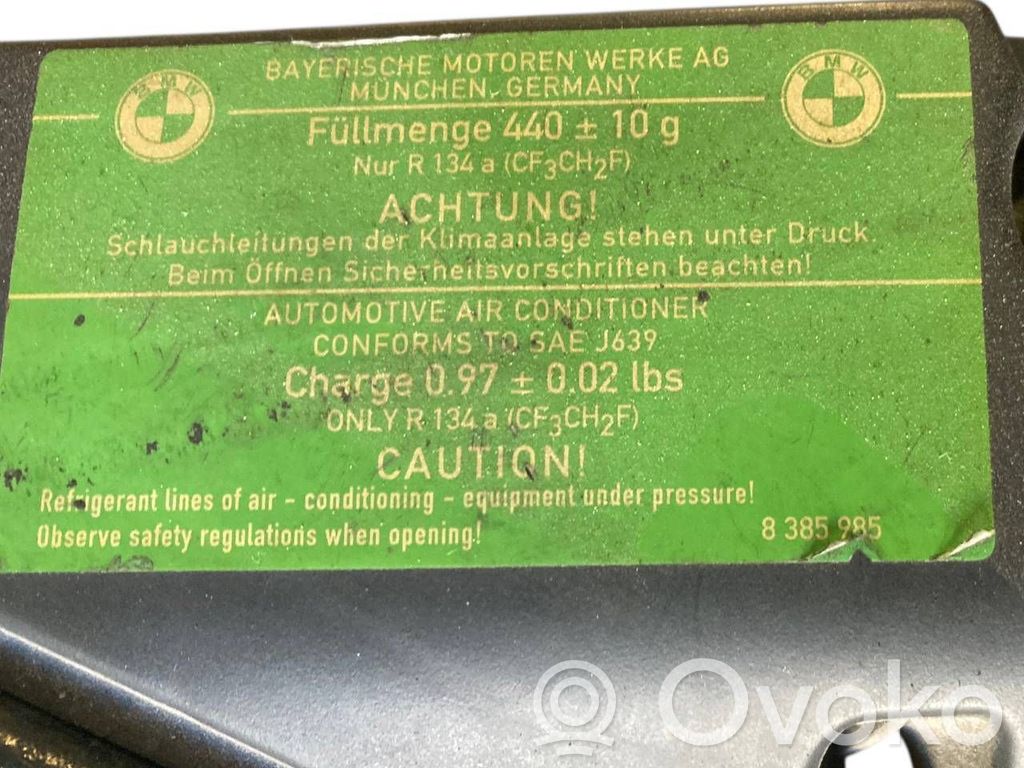 BMW
BMW
BAYERISCHE MOTOREN WERKE AG
MÜNCHEN, GERMANY
Füllmenge 440 ± 10 g
Nur R 134 a (CF₃CH₂F)
ACHTUNG!
Schlauchleitungen der Klimaanlage stehen unter Druck.
Beim Öffnen Sicherheitsvorschriften beachten!
AUTOMOTIVE AIR CONDITIONER
CONFORMS TO SAE J639
Charge 0.97 ± 0.02 lbs
ONLY R 134 a (CF₃CH₂F)
CAUTION!
Refrigerant lines of air - conditioning - equipment under pressure!
Observe safety regulations when opening!
8 385 985
Ovoko